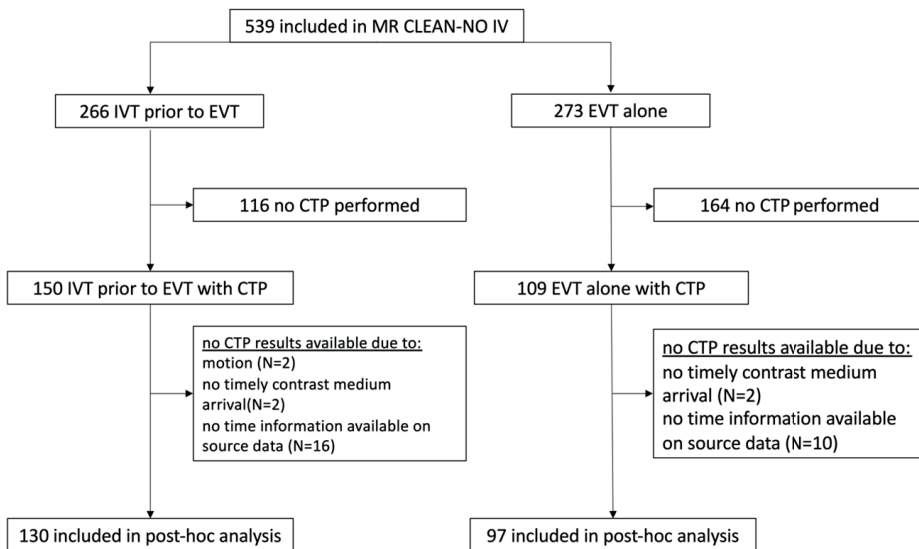 539 included in MR CLEAN-NO IV
266 IVT prior to EVT
273 EVT alone
116 no CTP performed
164 no CTP performed
150 IVT prior to EVT with CTP
109 EVT alone with CTP
no CTP results available due to:
motion (N=2)
no timely contrast medium
arrival(N=2)
no time information available on
source data (N=16)
no CTP results available due to:
no timely contrast medium
arrival (N=2)
no time information available
on source data (N=10)
130 included in post-hoc analysis
97 included in post-hoc analysis